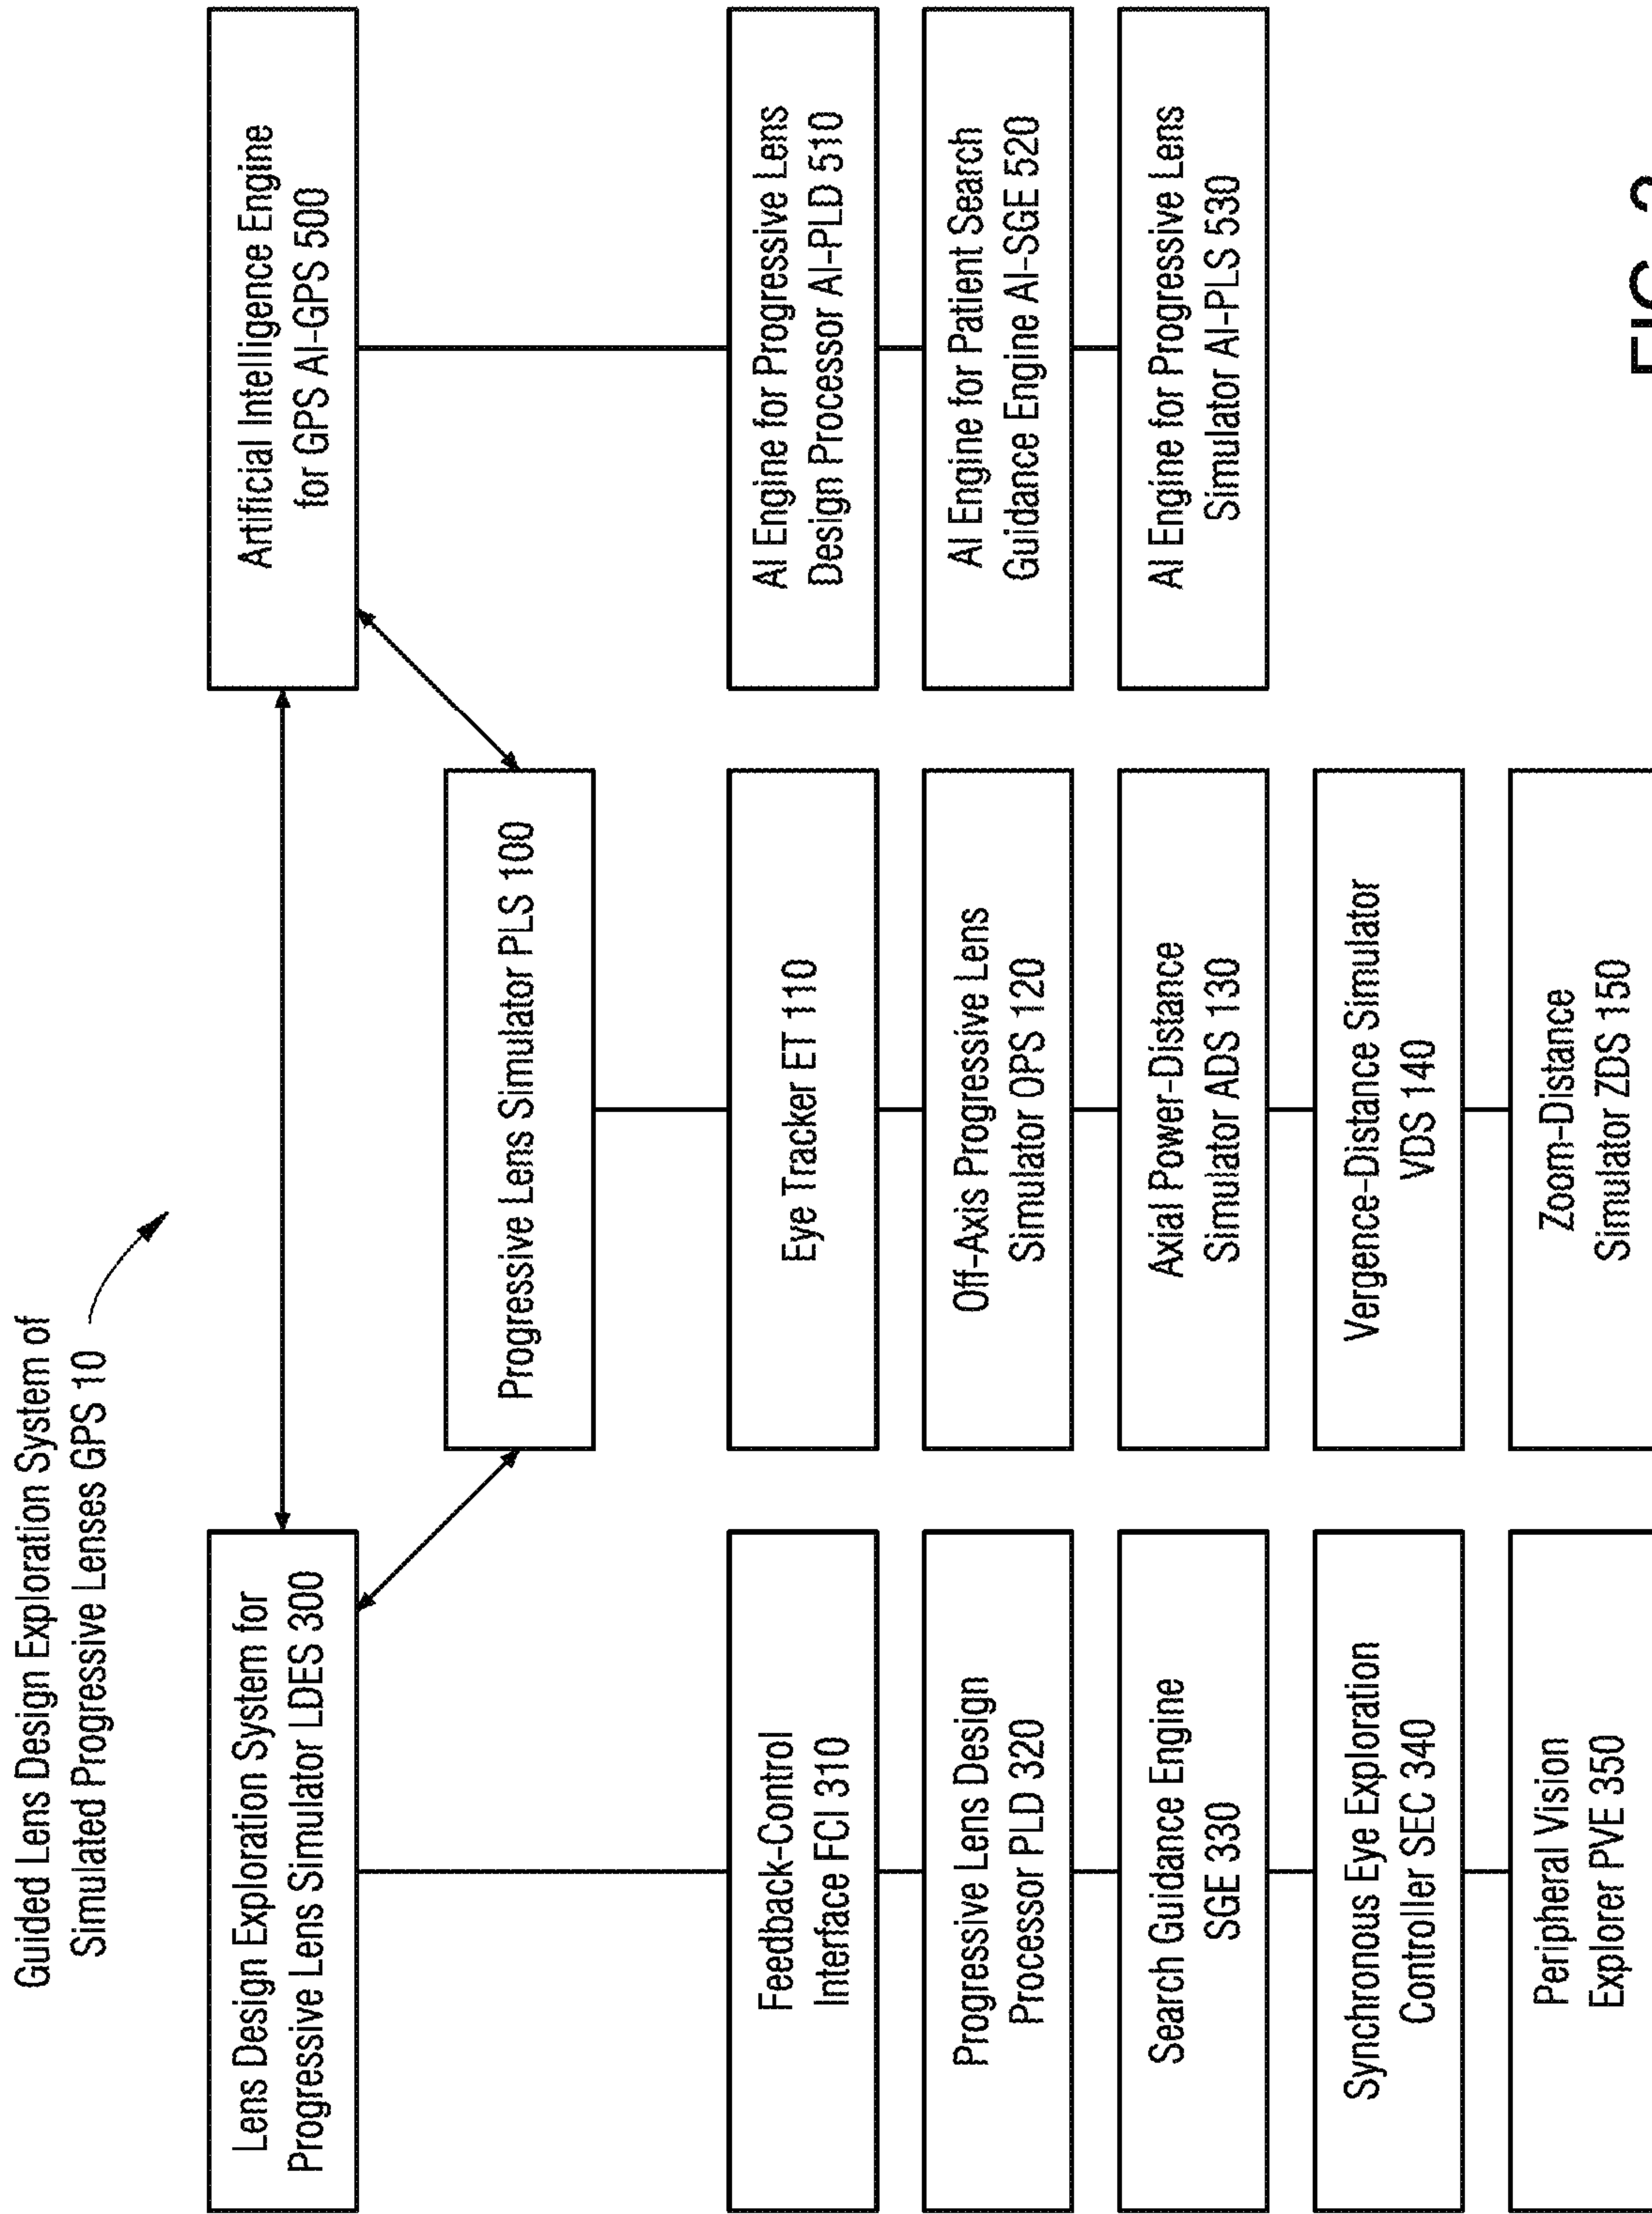 Guided Lens Design Exploration System of
Simulated Progressive Lenses GPS 10
Lens Design Exploration System for
Progressive Lens Simulator LDES 300
Artificial Intelligence Engine
for GPS AI-GPS 500
Progressive Lens Simulator PLS 100
Feedback-Control
Interface FCI 310
Progressive Lens Design
Processor PLD 320
Search Guidance Engine
SGE 330
Synchronous Eye Exploration
Controller SEC 340
Peripheral Vision
Explorer PVE 350
Eye Tracker ET 110
Off-Axis Progressive Lens
Simulator OPS 120
Axial Power-Distance
Simulator ADS 130
Vergence-Distance Simulator
VDS 140
Zoom-Distance
Simulator ZDS 150
AI Engine for Progressive Lens
Design Processor AI-PLD 510
AI Engine for Patient Search
Guidance Engine AI-SGE 520
AI Engine for Progressive Lens
Simulator AI-PLS 530
FIG.